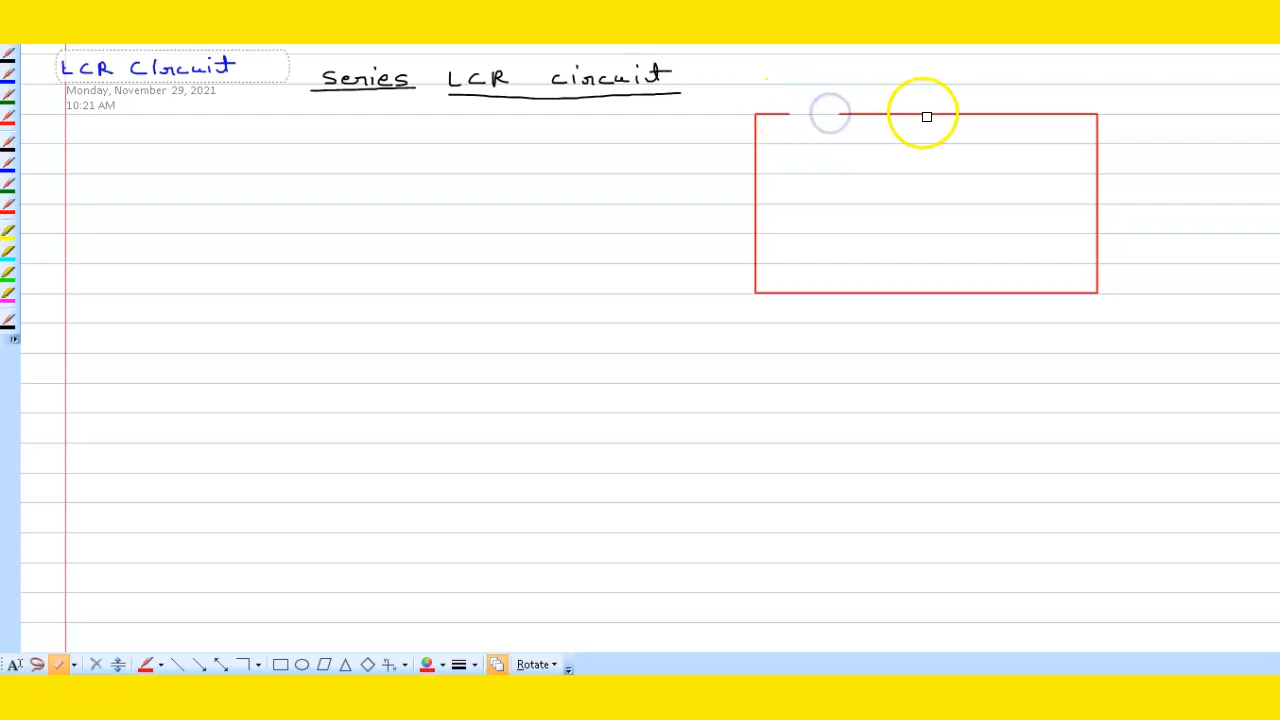 LCR CIrcuit
Monday, November 29, 2021
10:21 AM
Series LCR circuit
A
Rotate